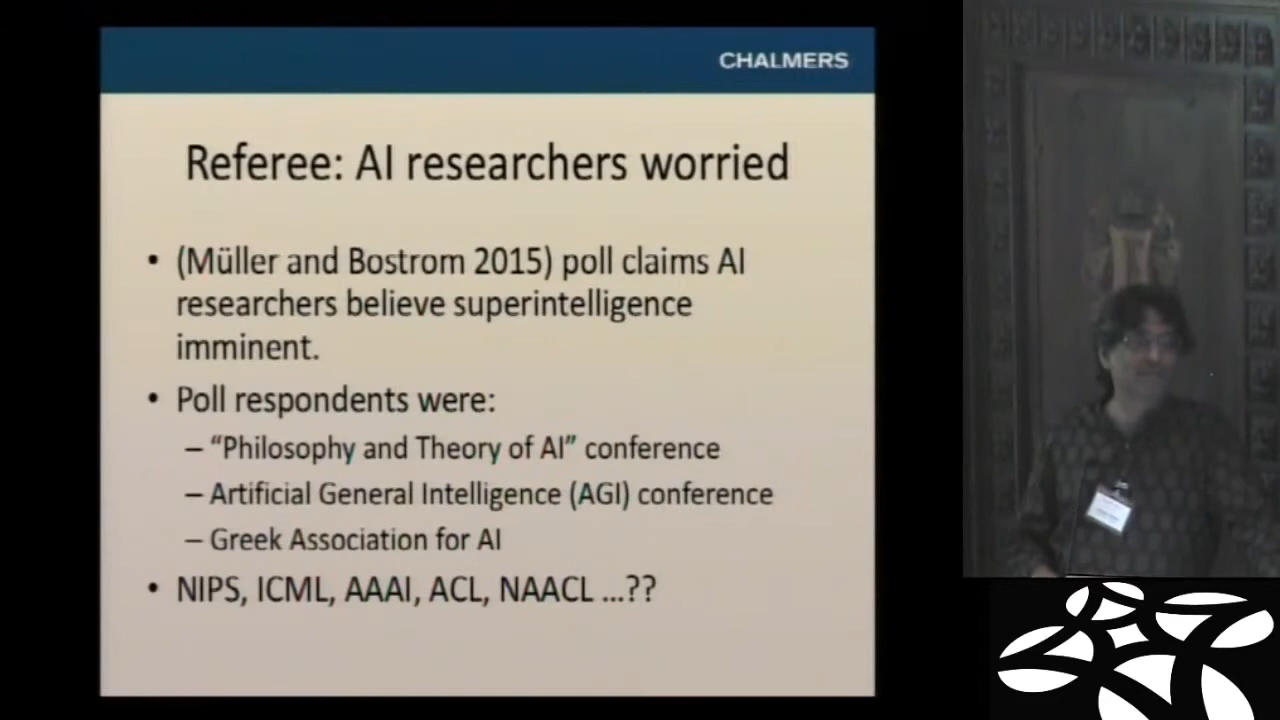 CHALMERS
Referee: AI researchers worried
• (Müller and Bostrom 2015) poll claims AI
researchers believe superintelligence
imminent.
• Poll respondents were:
– “Philosophy and Theory of AI” conference
– Artificial General Intelligence (AGI) conference
– Greek Association for AI
• NIPS, ICML, AAAI, ACL, NAACL ...??